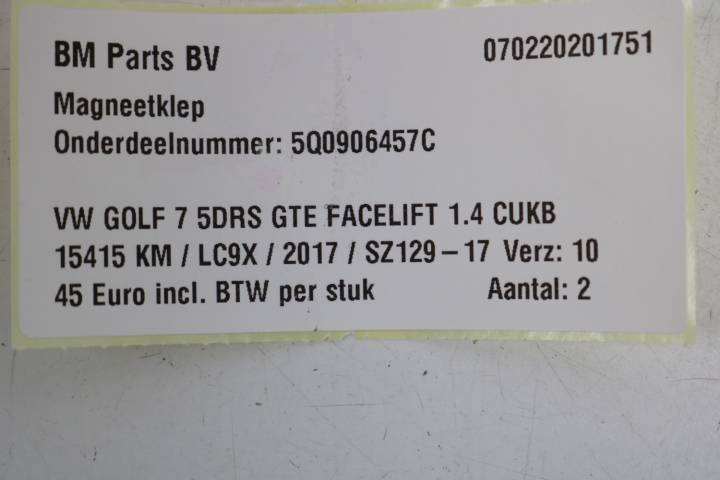 BM Parts BV 070220201751
Magneetklep
Onderdeelnummer: 5Q0906457C
VW GOLF 7 5DRS GTE FACELIFT 1.4 CUKB
15415 KM / LC9X / 2017 / SZ129-17 Verz: 10
45 Euro incl. BTW per stuk Aantal: 2